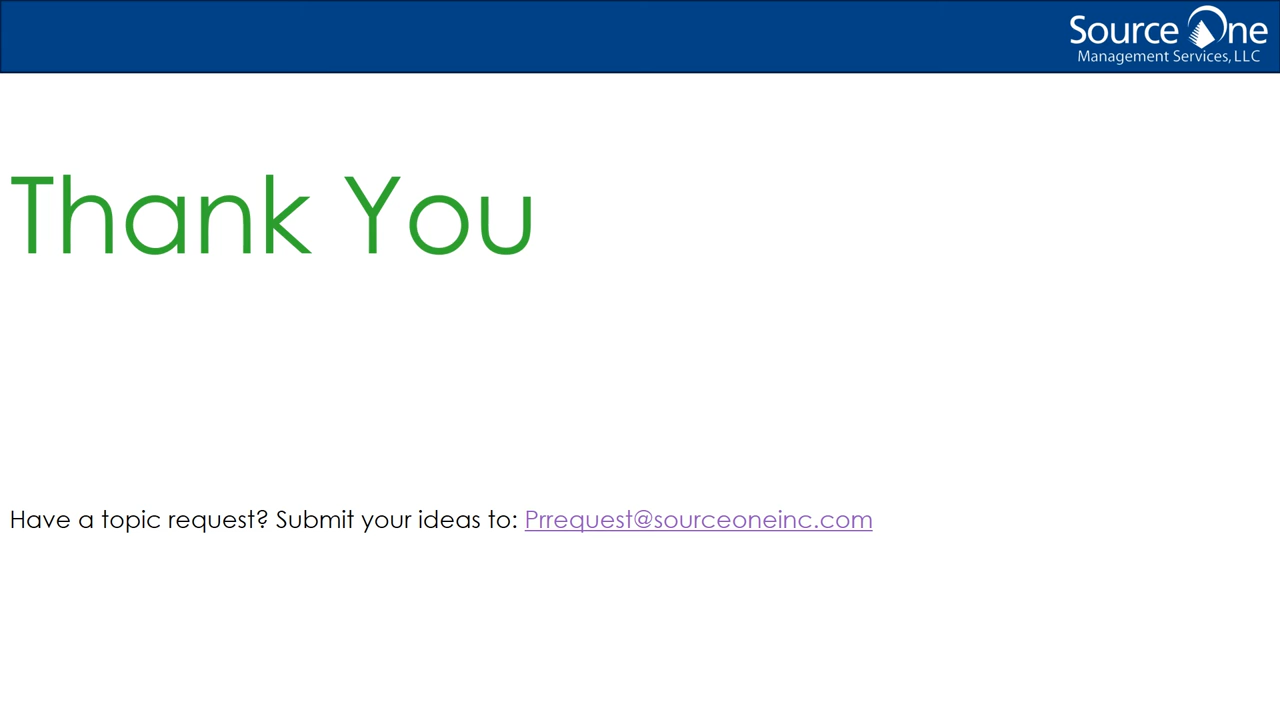 Source One
Management Services, LLC
Thank You
Have a topic request? Submit your ideas to: Prrequest@sourceoneinc.com